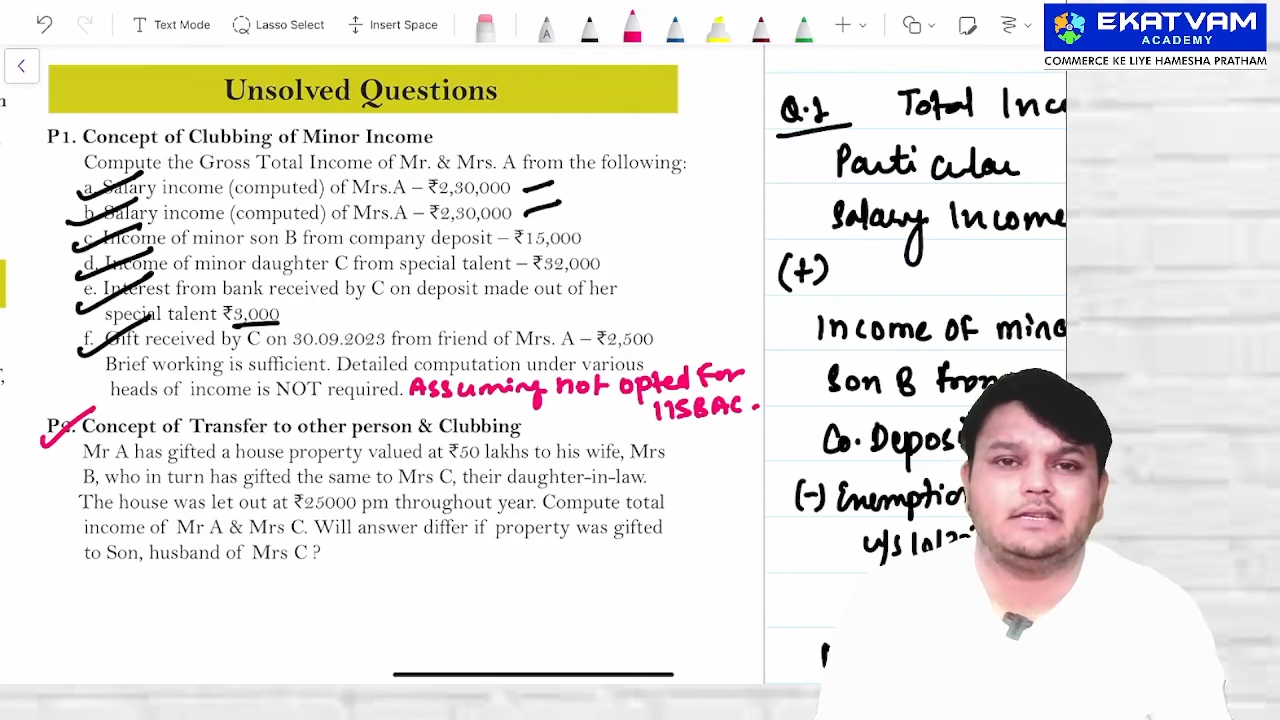 Text Mode
Lasso Select
Insert Space
EKATVAM
ACADEMY
COMMERCE KE LIYE HAMESHA PRATHAM
Unsolved Questions
P1. Concept of Clubbing of Minor Income
Compute the Gross Total Income of Mr. & Mrs. A from the following:
a. Salary income (computed) of Mrs.A – ₹2,30,000
b. Salary income (computed) of Mrs.A – ₹2,30,000
c. Income of minor son B from company deposit – ₹15,000
d. Income of minor daughter C from special talent – ₹32,000
e. Interest from bank received by C on deposit made out of her
special talent ₹3,000
f. Gift received by C on 30.09.2023 from friend of Mrs. A – ₹2,500
Brief working is sufficient. Detailed computation under various
heads of income is NOT required. Assuming not opted for
115BAC.
P2. Concept of Transfer to other person & Clubbing
Mr A has gifted a house property valued at ₹50 lakhs to his wife, Mrs
B, who in turn has gifted the same to Mrs C, their daughter-in-law.
The house was let out at ₹25000 pm throughout year. Compute total
income of Mr A & Mrs C. Will answer differ if property was gifted
to Son, husband of Mrs C ?
Q.1 Total Inco
Particular
Salary Income
(+)
Income of mino
Son B from
Co. Deposi
(-) Exemption
u/s